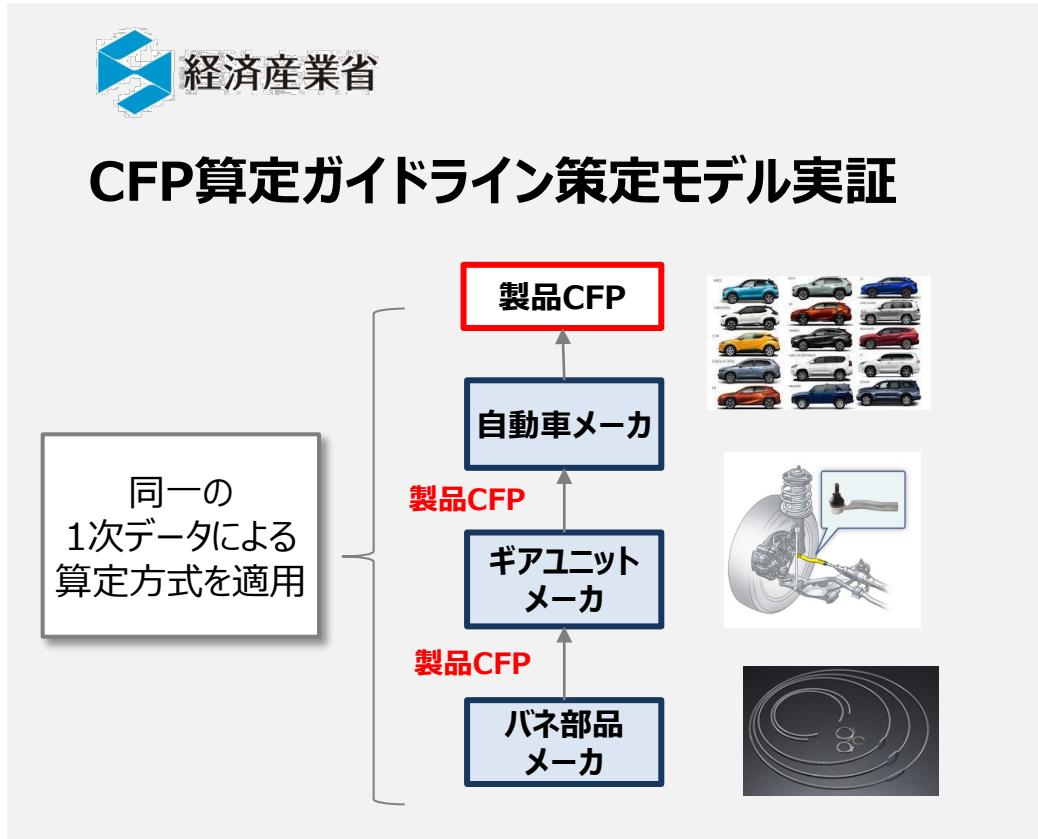 経済産業省
CFP算定ガイドライン策定モデル実証
製品CFP
自動車メーカ
製品CFP
同一の
1次データによる
算定方式を適用
ギアユニット
メーカ
製品CFP
バネ部品
メーカ